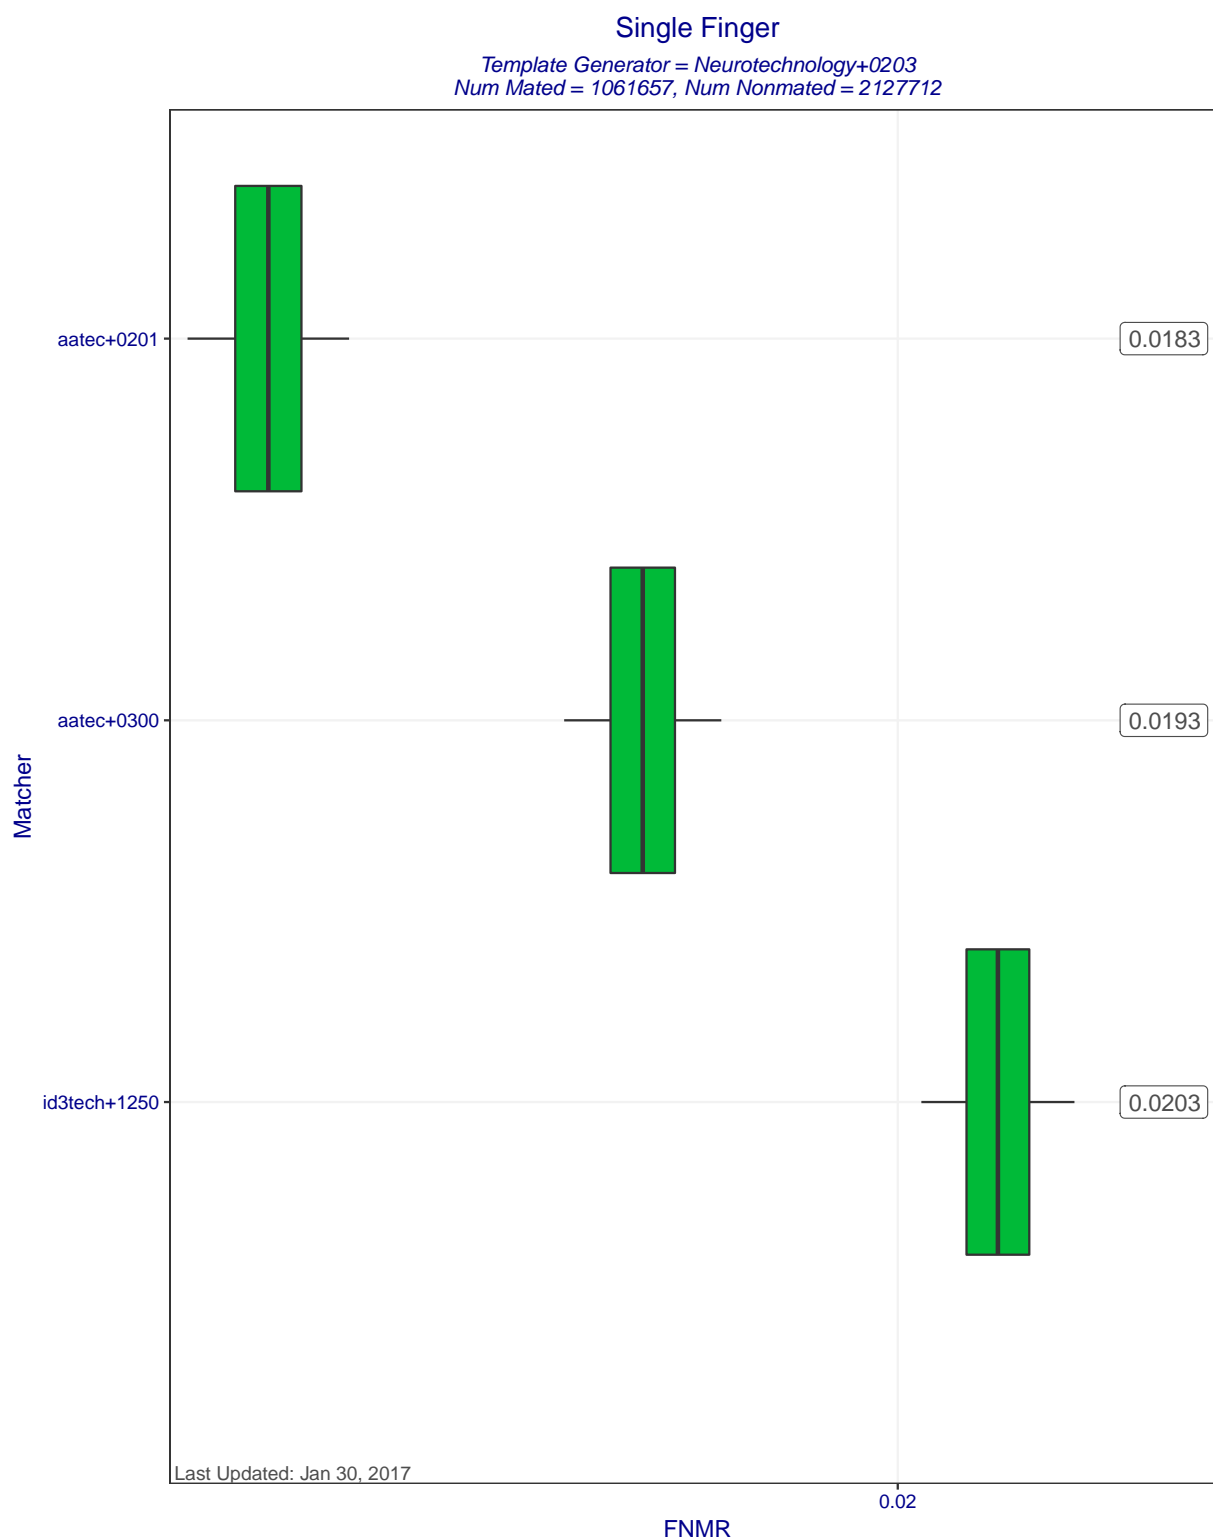 Single Finger
Template Generator = Neurotechnology+0203
Num Mated = 1061657, Num Nonmated = 2127712
aatec+0201
0.0183
aatec+0300
0.0193
Matcher
id3tech+1250
0.0203
Last Updated: Jan 30, 2017
0.02
FNMR